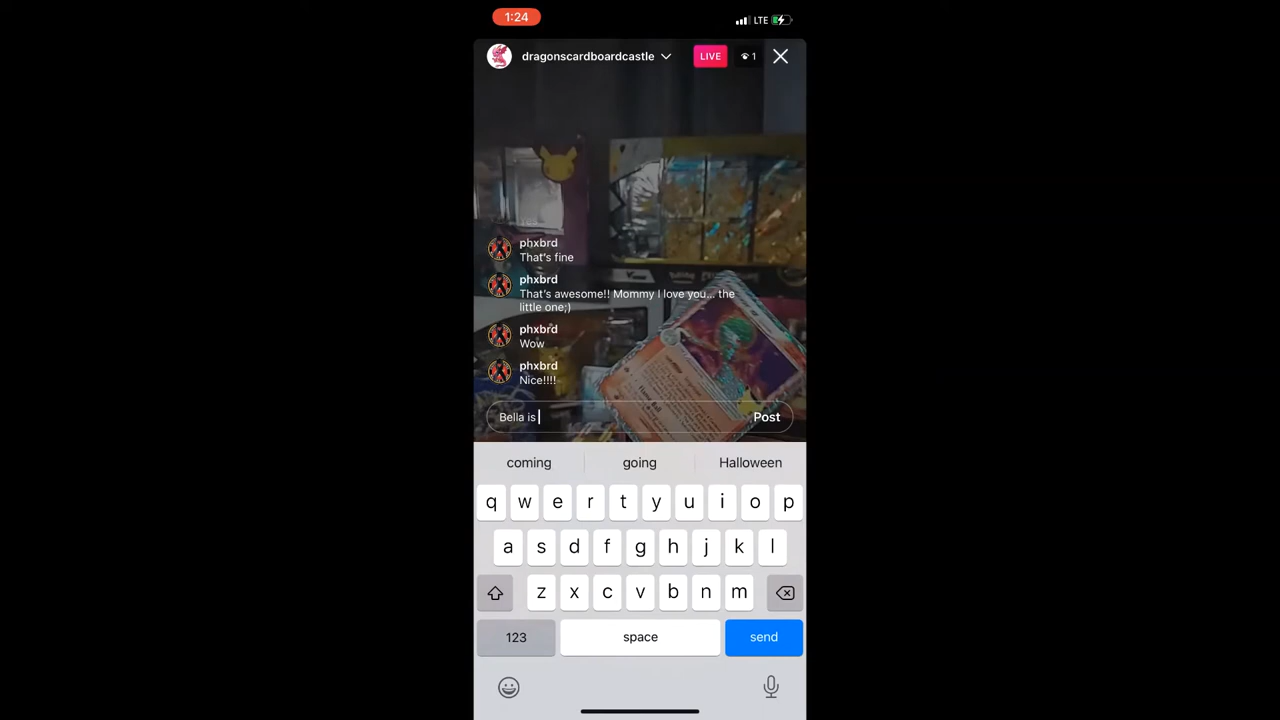 1:24
LTE
dragonscardboardcastle
LIVE
1
phxbrd
That's fine
phxbrd
That's awesome!! Mommy I love you... the
little one;)
phxbrd
Wow
phxbrd
Nice!!!!
Bella is
Post
coming going Halloween
q w e r t y u i o p
a s d f g h j k l
z x c v b n m
123 space send